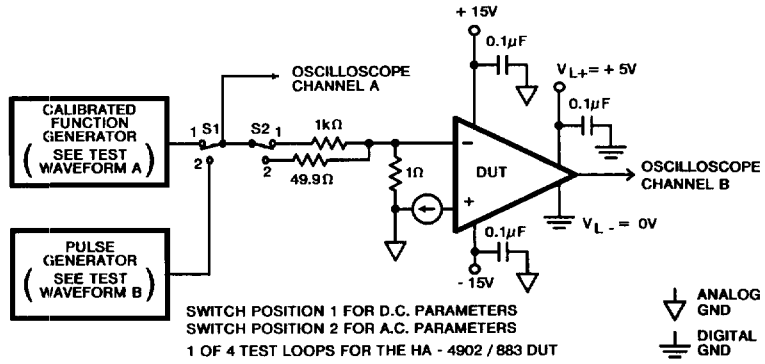 + 15V
0.1µF
V L+ = + 5V
OSCILLOSCOPE
CHANNEL A
0.1µF
CALIBRATED
FUNCTION
GENERATOR
( SEE TEST
WAVEFORM A )
1 S1
2
S2 1
2
1kΩ
49.9Ω
1Ω
−
DUT
+
OSCILLOSCOPE
CHANNEL B
V L - = 0V
0.1µF
- 15V
PULSE
GENERATOR
( SEE TEST
WAVEFORM B )
SWITCH POSITION 1 FOR D.C. PARAMETERS
SWITCH POSITION 2 FOR A.C. PARAMETERS
1 OF 4 TEST LOOPS FOR THE HA - 4902 / 883 DUT
ANALOG
GND
DIGITAL
GND